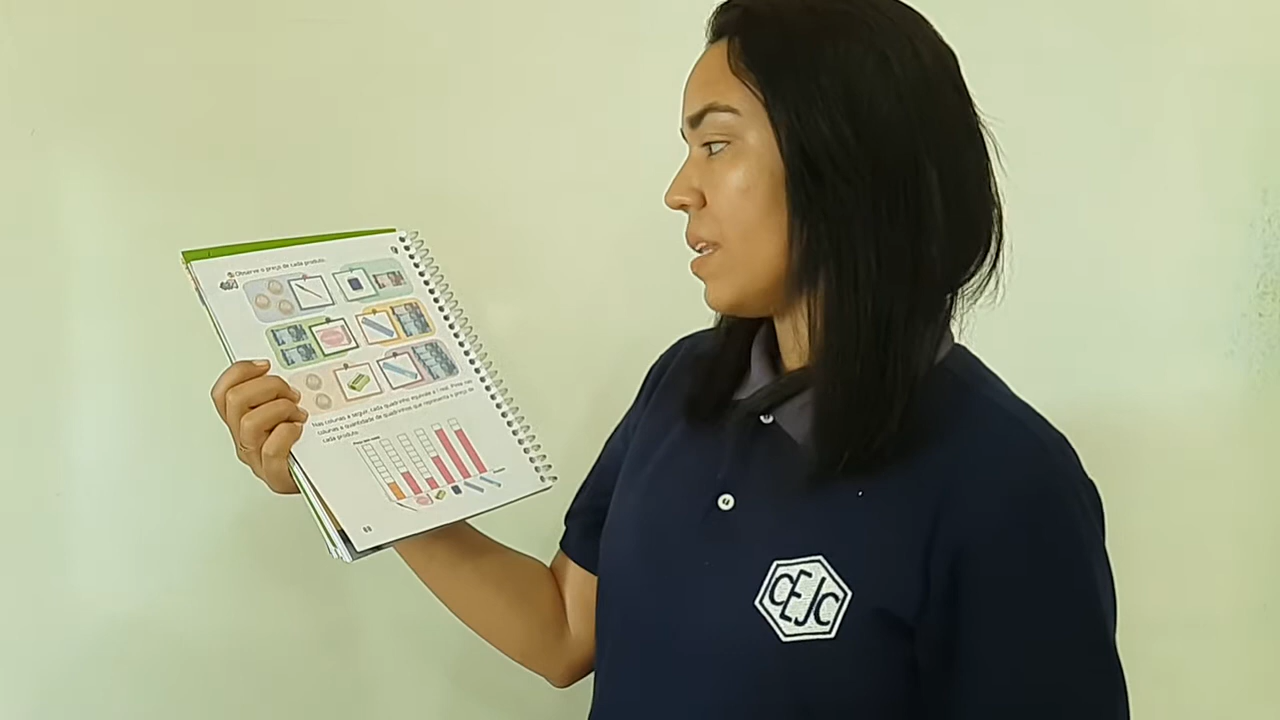 Observe o preço de cada produto.
Nas colunas a seguir, cada quadrinho equivale a 1 real. Pinte nas
colunas a quantidade de quadrinhos que representa o preço de
cada produto.
CEJC